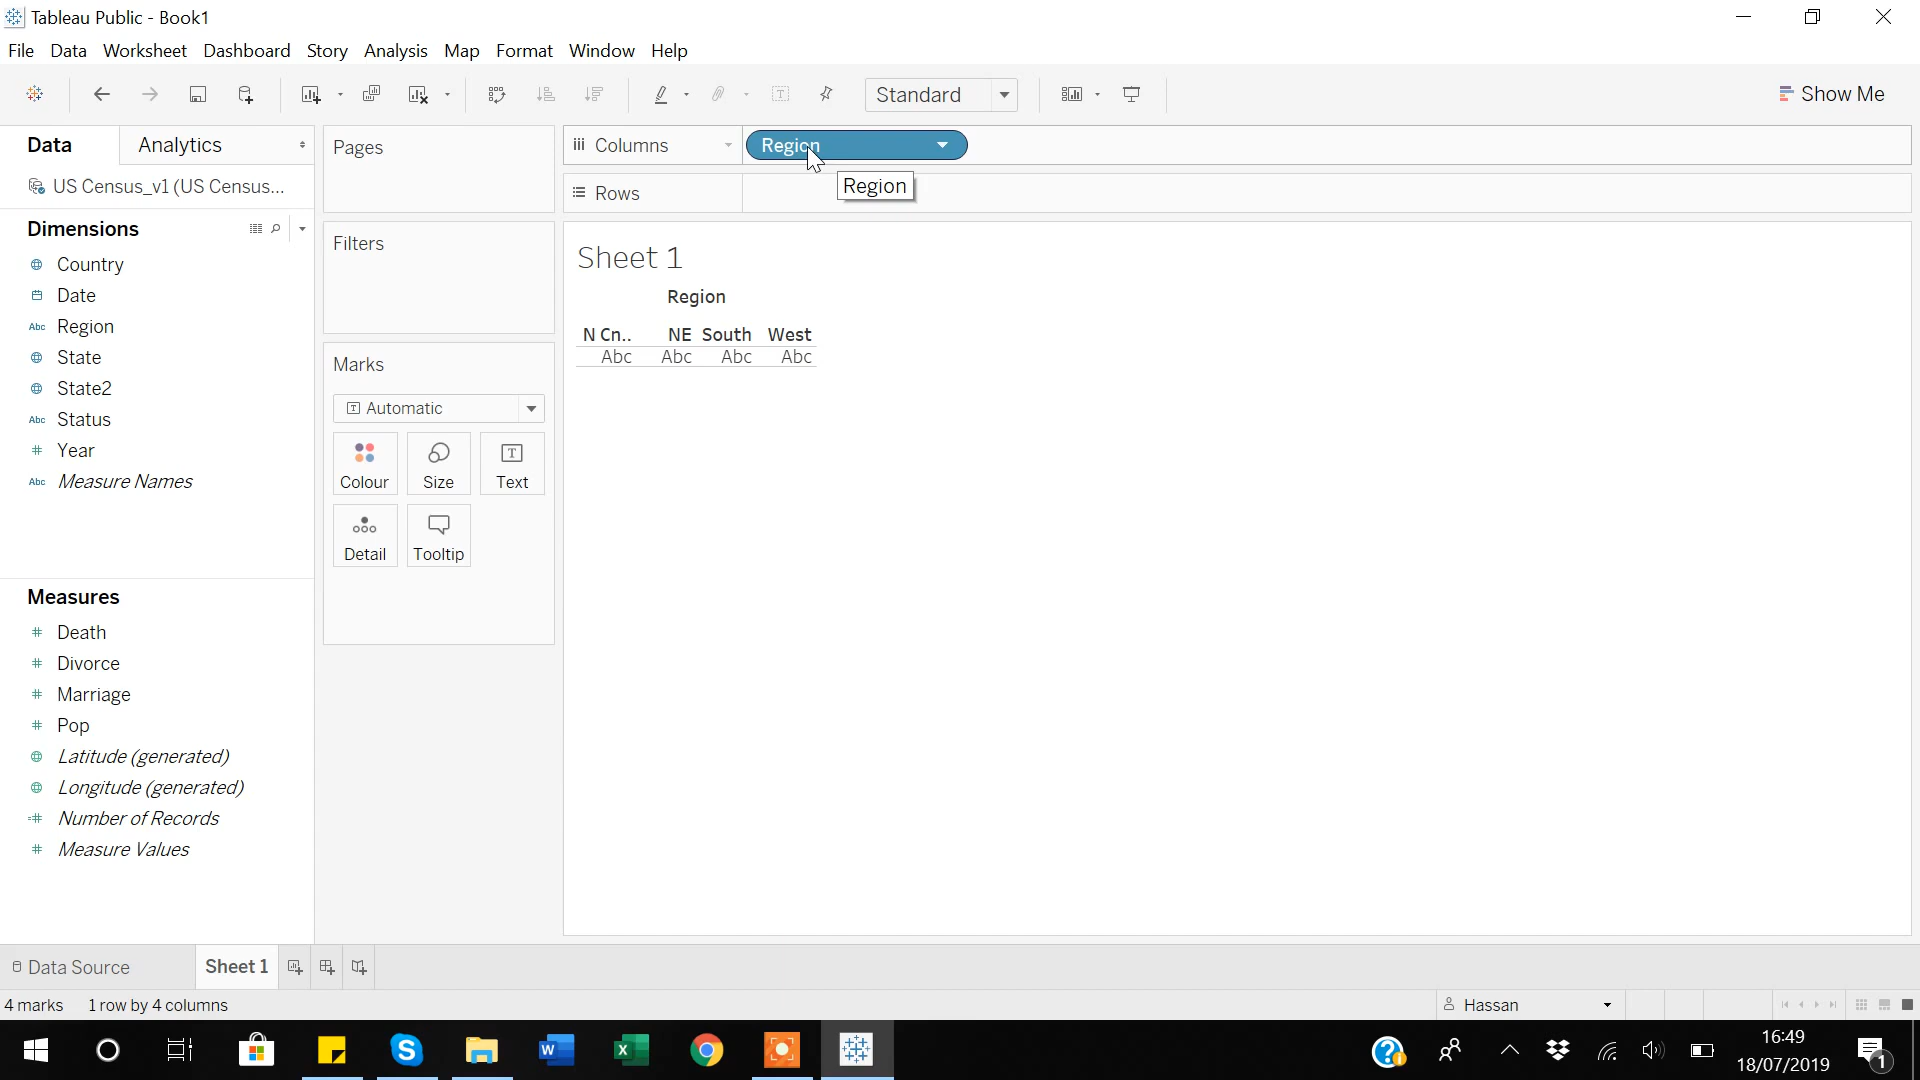 Tableau Public - Book1
File Data Worksheet Dashboard Story Analysis Map Format Window Help
Standard
Show Me
Data Analytics
US Census_v1 (US Census...
Dimensions
Country
Date
Abc Region
State
State2
Abc Status
# Year
Abc Measure Names
Measures
# Death
# Divorce
# Marriage
# Pop
Latitude (generated)
Longitude (generated)
=# Number of Records
# Measure Values
Pages
Filters
Marks
T Automatic
Colour Size Text
Detail Tooltip
Columns Region
Rows
Region
Sheet 1
Region
N Cn.. NE South West
Abc Abc Abc Abc
Data Source Sheet 1
4 marks 1 row by 4 columns
Hassan
16:49
18/07/2019
1